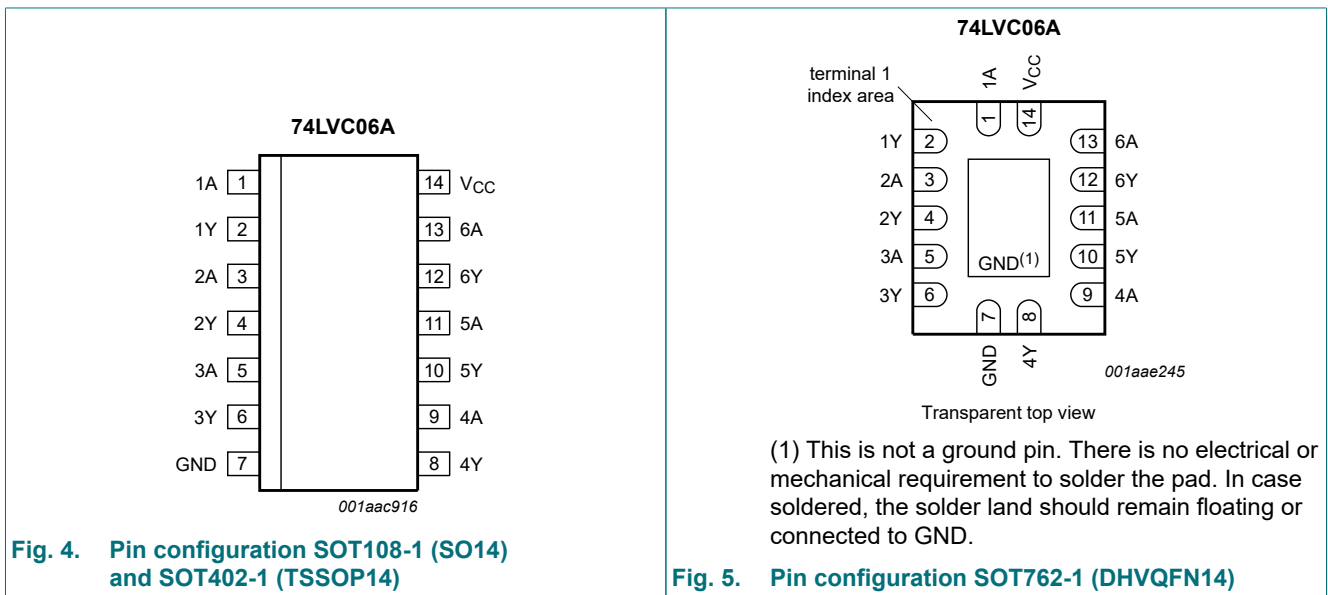 74LVC06A
1A 1 14 VCC
1Y 2 13 6A
2A 3 12 6Y
2Y 4 11 5A
3A 5 10 5Y
3Y 6 9 4A
GND 7 8 4Y
001aac916
Fig. 4. Pin configuration SOT108-1 (SO14)
and SOT402-1 (TSSOP14)
74LVC06A
terminal 1
index area
1A VCC
1 14
1Y 2 13 6A
2A 3 12 6Y
2Y 4 11 5A
3A 5 10 5Y
GND(1)
3Y 6 9 4A
7 8
GND 4Y
001aae245
Transparent top view
(1) This is not a ground pin. There is no electrical or
mechanical requirement to solder the pad. In case
soldered, the solder land should remain floating or
connected to GND.
Fig. 5. Pin configuration SOT762-1 (DHVQFN14)